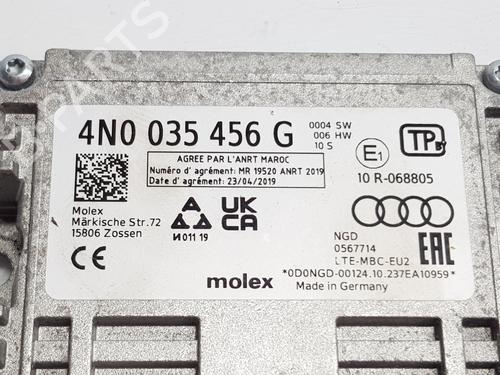 4N0 035 456 G
0004 SW
006 HW
10 S
AGREE PAR L'ANRT MAROC
Numéro d'agrément: MR 19520 ANRT 2019
Date d'agrément: 23/04/2019
E1
TP
10 R-068805
Molex
Märkische Str.72
15806 Zossen
И011 19
UK
CA
NGD
0567714
LTE-MBC-EU2
EAC
*0D0NGD-00124.10.237EA10959*
CE
molex
Made in Germany